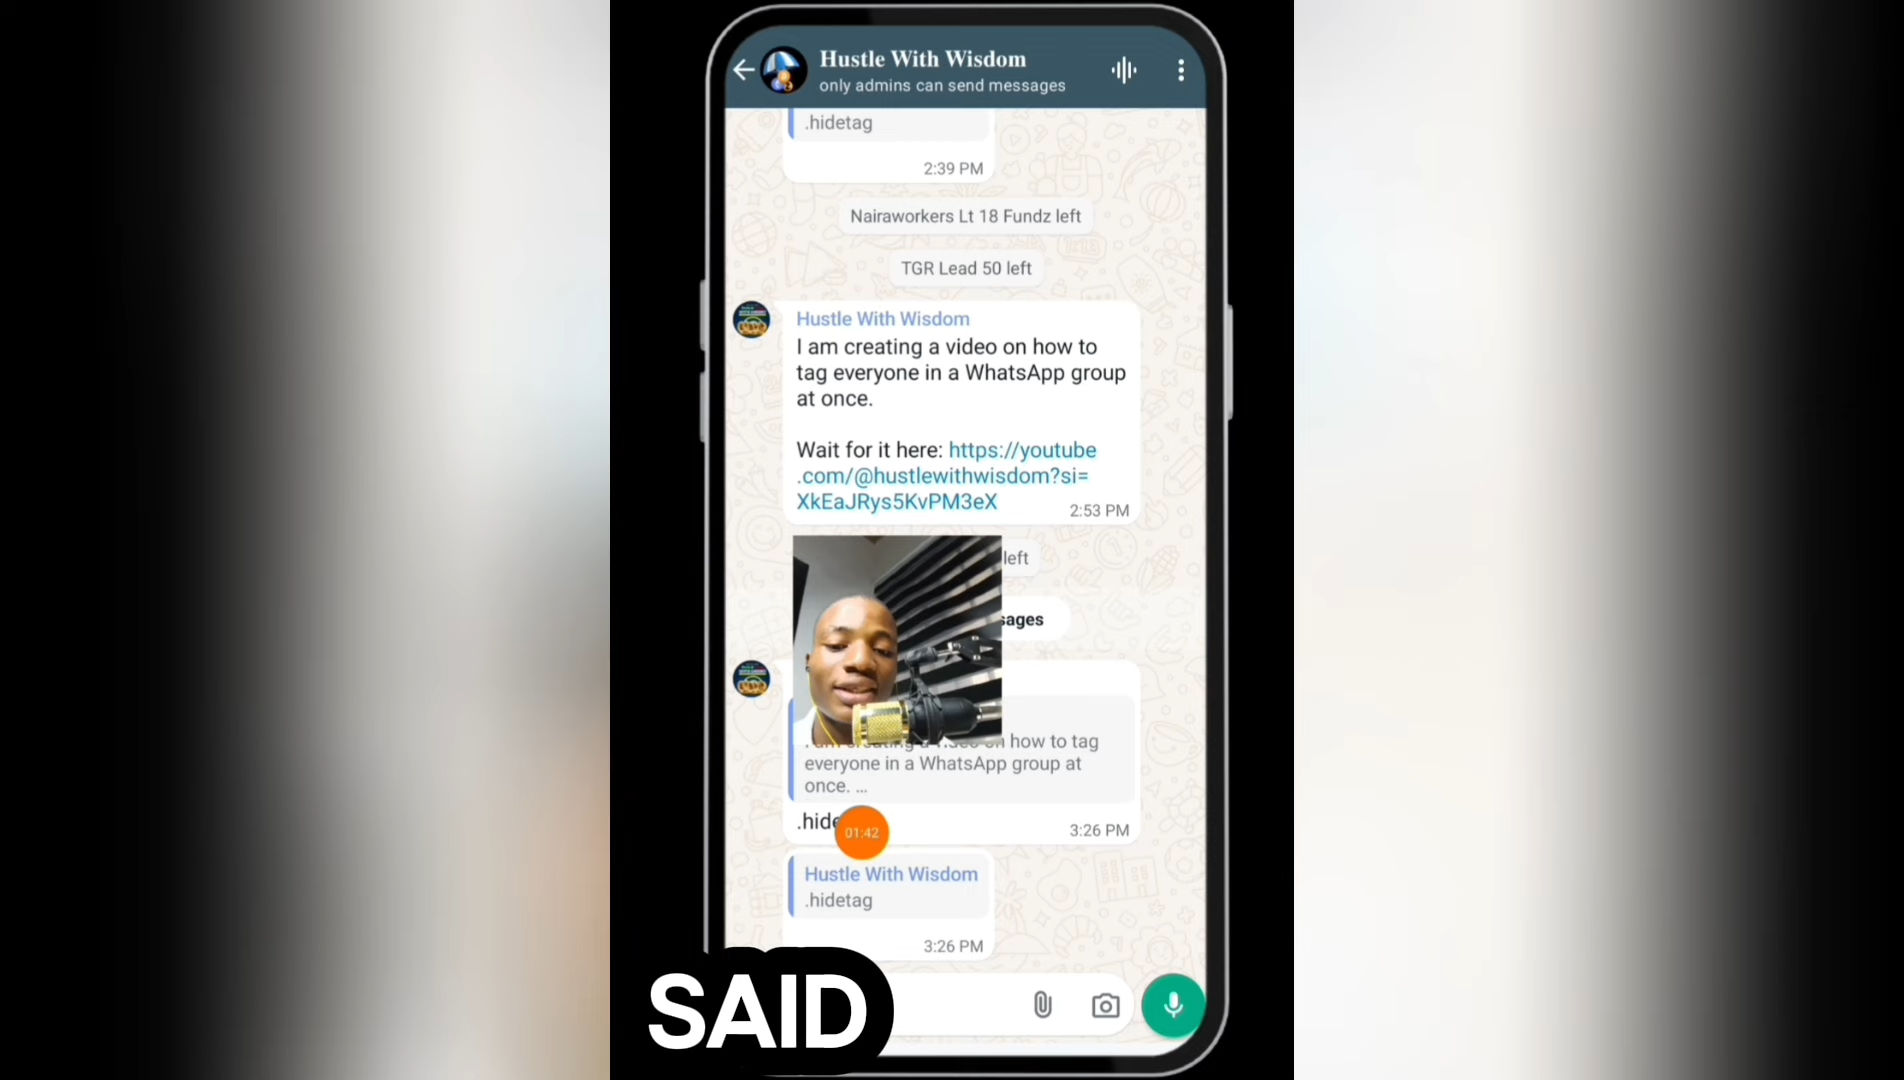 Hustle With Wisdom
only admins can send messages
.hidetag
2:39 PM
Nairaworkers Lt 18 Fundz left
TGR Lead 50 left
Hustle With Wisdom
I am creating a video on how to
tag everyone in a WhatsApp group
at once.
Wait for it here: https://youtube
.com/@hustlewithwisdom?si=
XkEaJRys5KvPM3eX
2:53 PM
left
how to tag
everyone in a WhatsApp group at
once. ...
01:42
3:26 PM
Hustle With Wisdom
.hidetag
3:26 PM
SAID